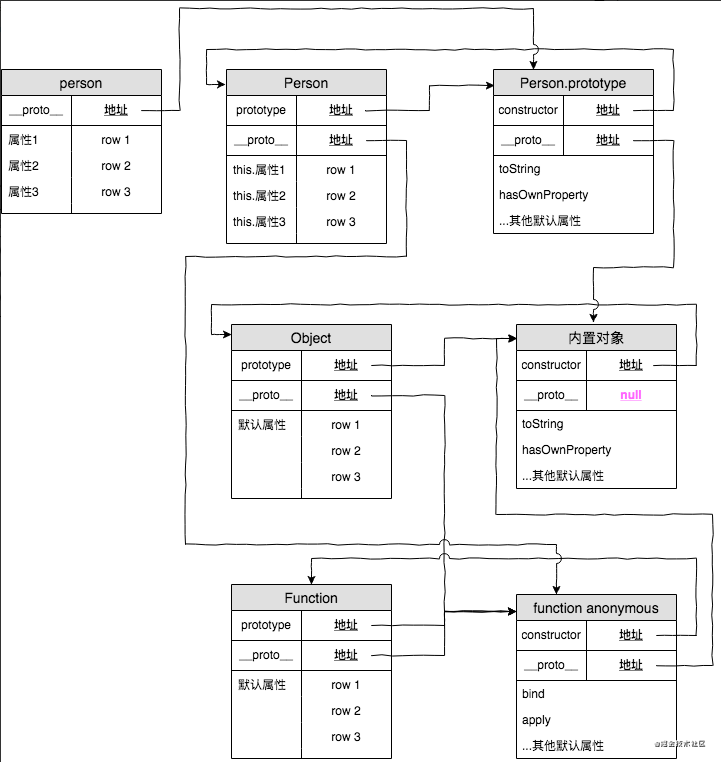 person
__proto__ 地址
属性1 row 1
属性2 row 2
属性3 row 3
Person
prototype 地址
__proto__ 地址
this.属性1 row 1
this.属性2 row 2
this.属性3 row 3
Person.prototype
constructor 地址
__proto__ 地址
toString
hasOwnProperty
...其他默认属性
Object
prototype 地址
__proto__ 地址
默认属性 row 1
row 2
row 3
内置对象
constructor 地址
__proto__ null
toString
hasOwnProperty
...其他默认属性
Function
prototype 地址
__proto__ 地址
默认属性 row 1
row 2
row 3
function anonymous
constructor 地址
__proto__ 地址
bind
apply
...其他默认属性
@掘金技术社区